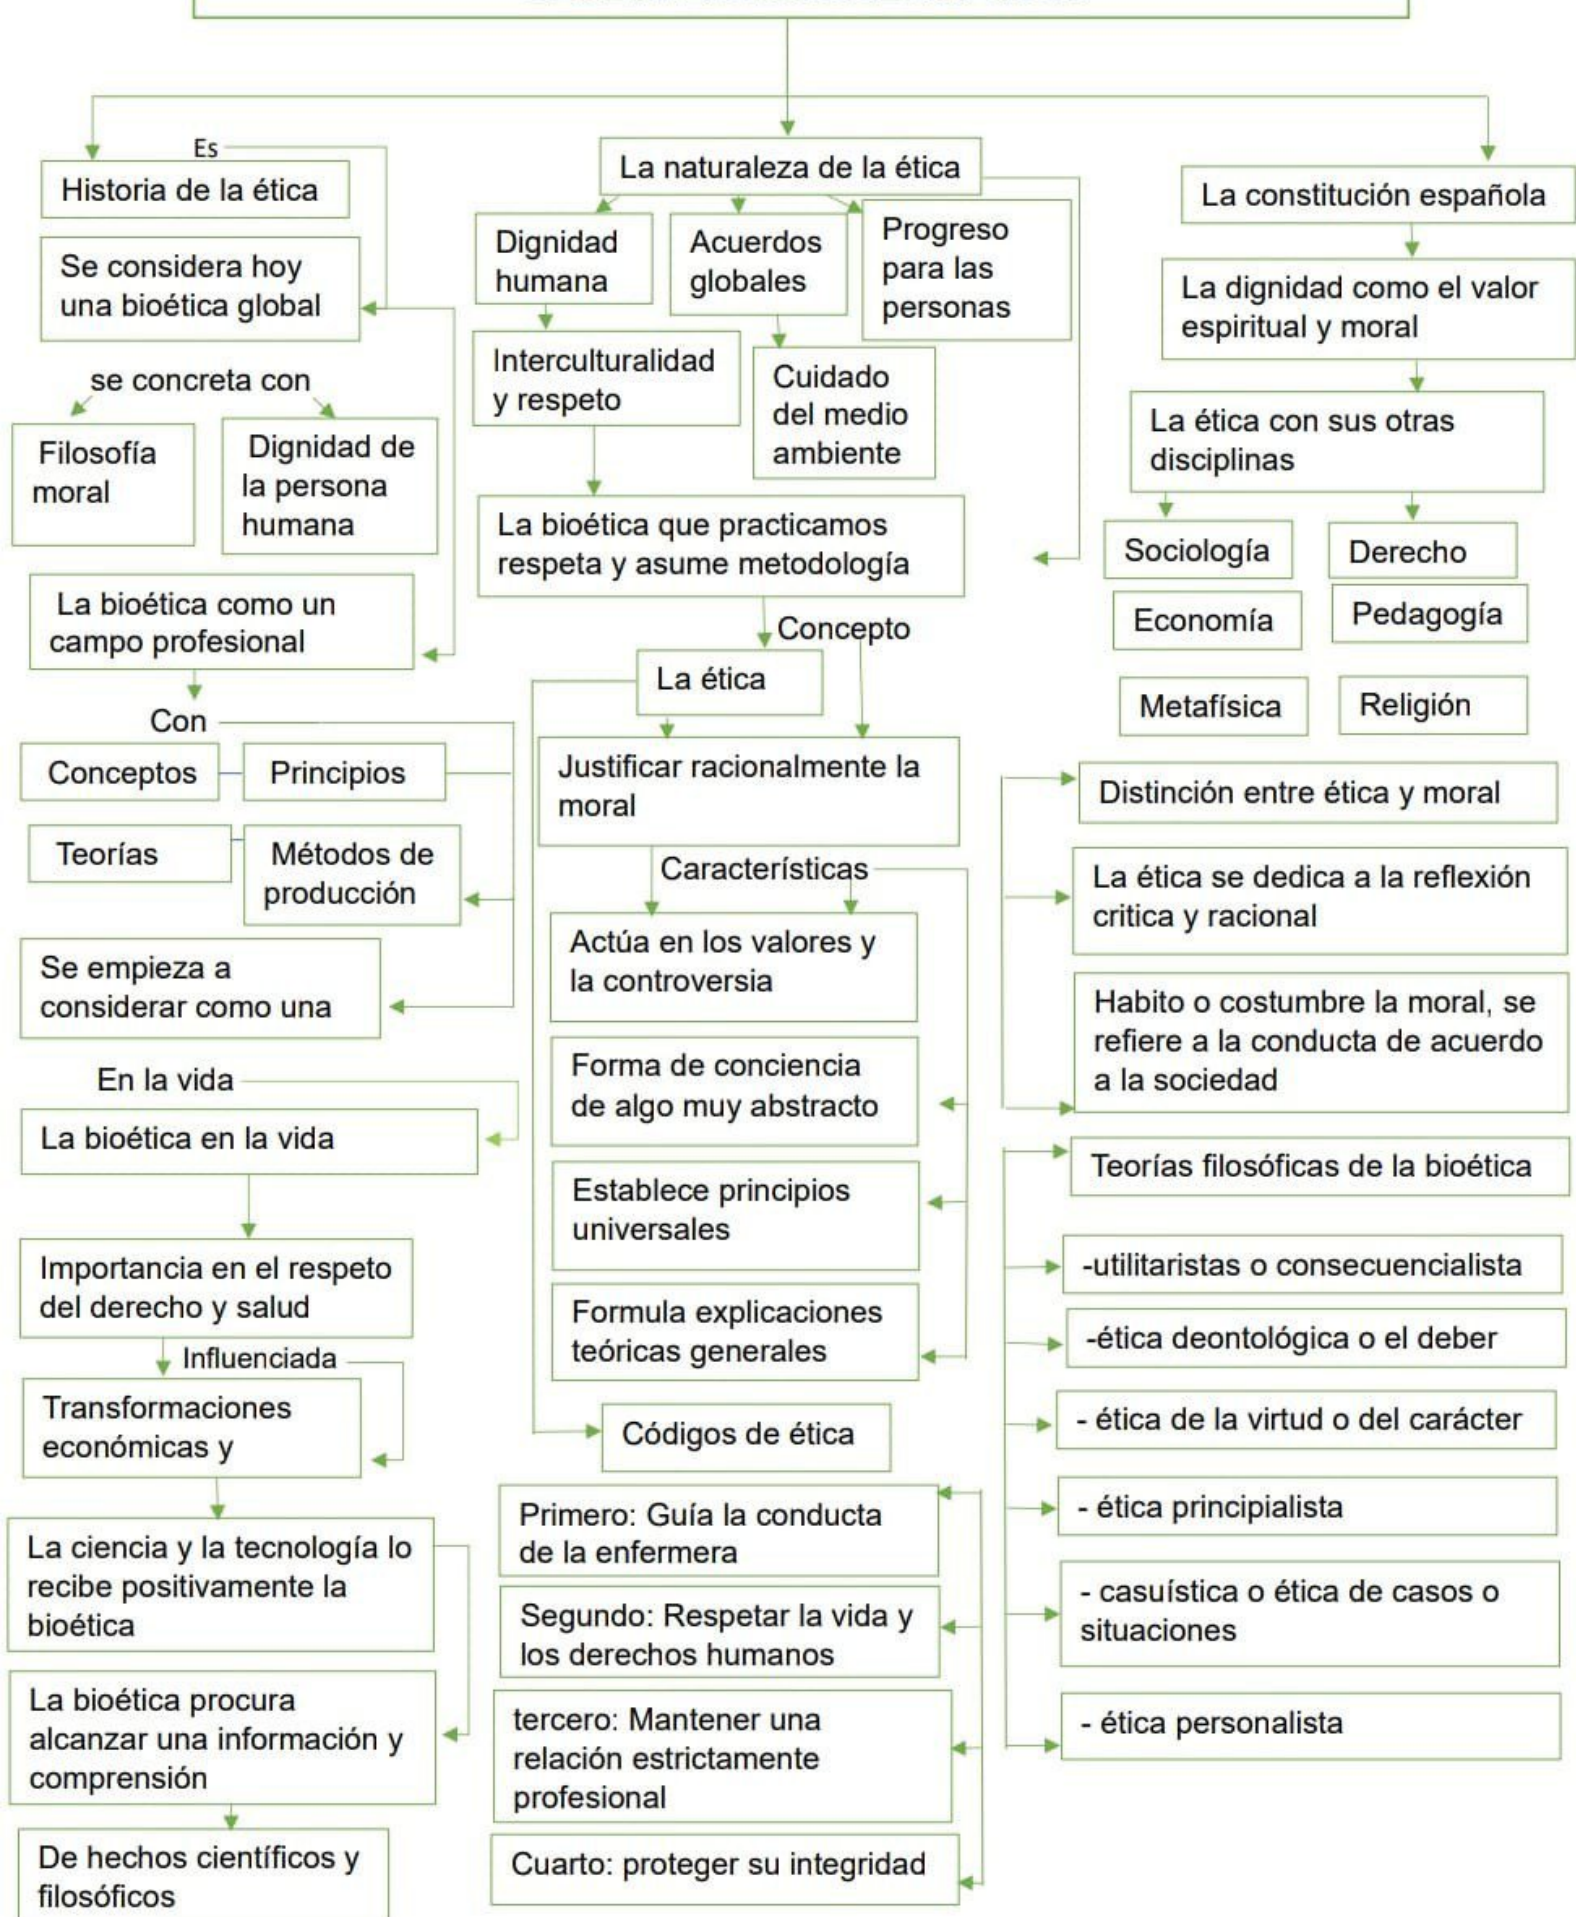 Es
Historia de la ética
Se considera hoy
una bioética global
se concreta con
Filosofía
moral
Dignidad de
la persona
humana
La bioética como un
campo profesional
Con
Conceptos
Principios
Teorías
Métodos de
producción
Se empieza a
considerar como una
En la vida
La bioética en la vida
Importancia en el respeto
del derecho y salud
Influenciada
Transformaciones
económicas y
La ciencia y la tecnología lo
recibe positivamente la
bioética
La bioética procura
alcanzar una información y
comprensión
De hechos científicos y
filosóficos
La naturaleza de la ética
Dignidad
humana
Acuerdos
globales
Progreso
para las
personas
Interculturalidad
y respeto
Cuidado
del medio
ambiente
La bioética que practicamos
respeta y asume metodología
Concepto
La ética
Justificar racionalmente la
moral
Características
Actúa en los valores y
la controversia
Forma de conciencia
de algo muy abstracto
Establece principios
universales
Formula explicaciones
teóricas generales
Códigos de ética
Primero: Guía la conducta
de la enfermera
Segundo: Respetar la vida y
los derechos humanos
tercero: Mantener una
relación estrictamente
profesional
Cuarto: proteger su integridad
La constitución española
La dignidad como el valor
espiritual y moral
La ética con sus otras
disciplinas
Sociología
Derecho
Economía
Pedagogía
Metafísica
Religión
Distinción entre ética y moral
La ética se dedica a la reflexión
critica y racional
Habito o costumbre la moral, se
refiere a la conducta de acuerdo
a la sociedad
Teorías filosóficas de la bioética
-utilitaristas o consecuencialista
-ética deontológica o el deber
- ética de la virtud o del carácter
- ética principialista
- casuística o ética de casos o
situaciones
- ética personalista